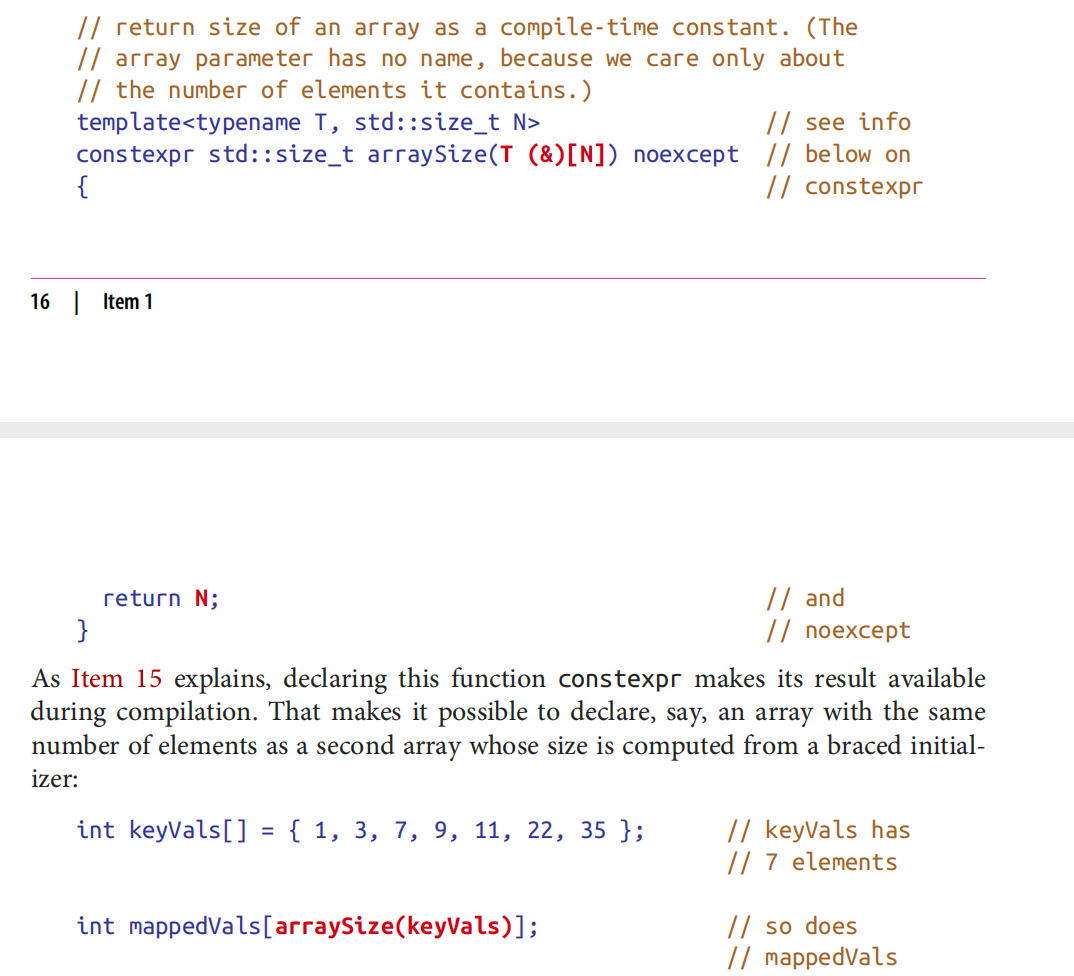 // return size of an array as a compile-time constant. (The
// array parameter has no name, because we care only about
// the number of elements it contains.)
template<typename T, std::size_t N> // see info
constexpr std::size_t arraySize(T (&)[N]) noexcept // below on
{ // constexpr
16 | Item 1
return N; // and
} // noexcept
As Item 15 explains, declaring this function constexpr makes its result available
during compilation. That makes it possible to declare, say, an array with the same
number of elements as a second array whose size is computed from a braced initial-
izer:
int keyVals[] = { 1, 3, 7, 9, 11, 22, 35 }; // keyVals has
// 7 elements
int mappedVals[arraySize(keyVals)]; // so does
// mappedVals